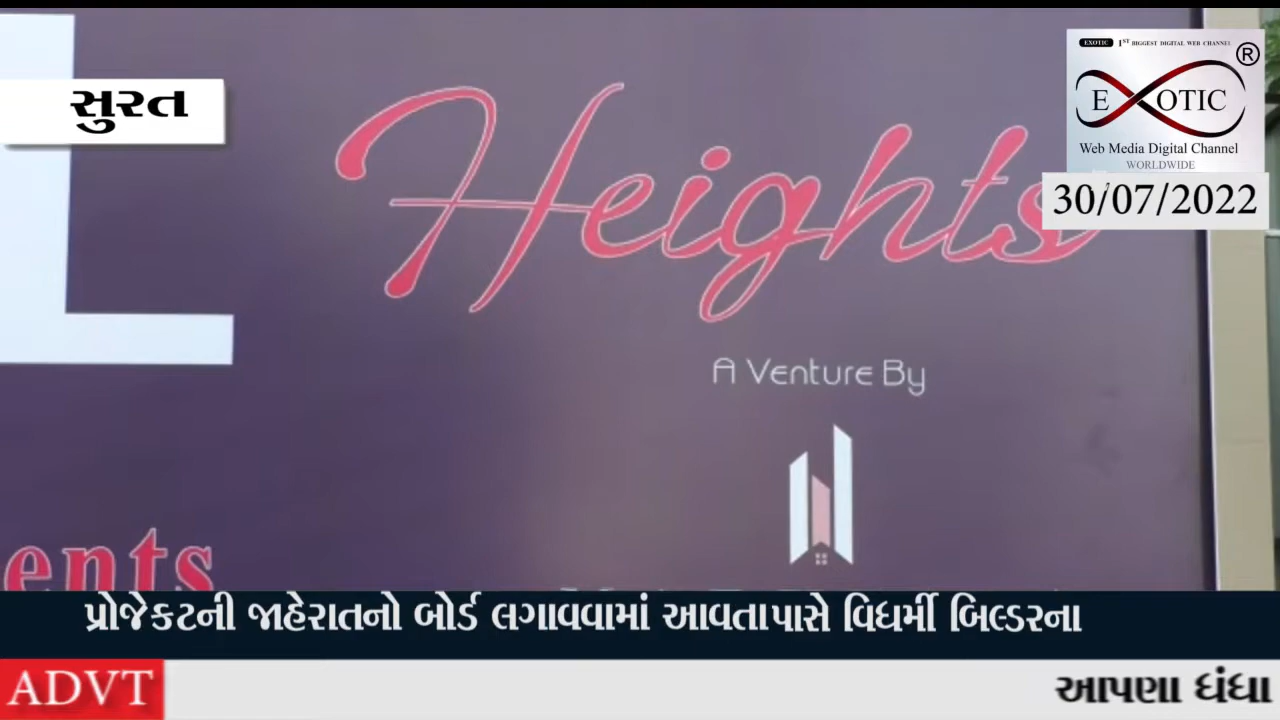 સુરત
EXOTIC 1ST BIGGEST DIGITAL WEB CHANNEL
®
EXOTIC
Web Media Digital Channel
WORLDWIDE
30/07/2022
Heights
A Venture By
ents
પ્રોજેકટની જાહેરાતનો બોર્ડ લગાવવામાં આવતાપાસે વિધર્મી બિલ્ડરના
ADVT
આપણા ધંધા